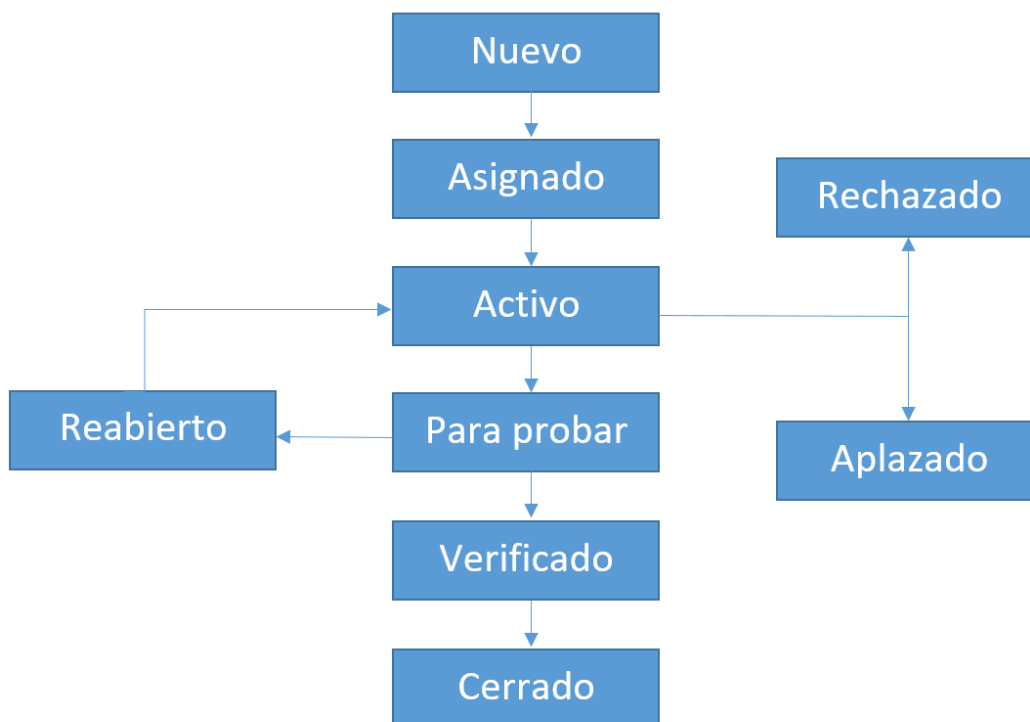 Nuevo
Asignado
Rechazado
Activo
Reabierto
Para probar
Aplazado
Verificado
Cerrado